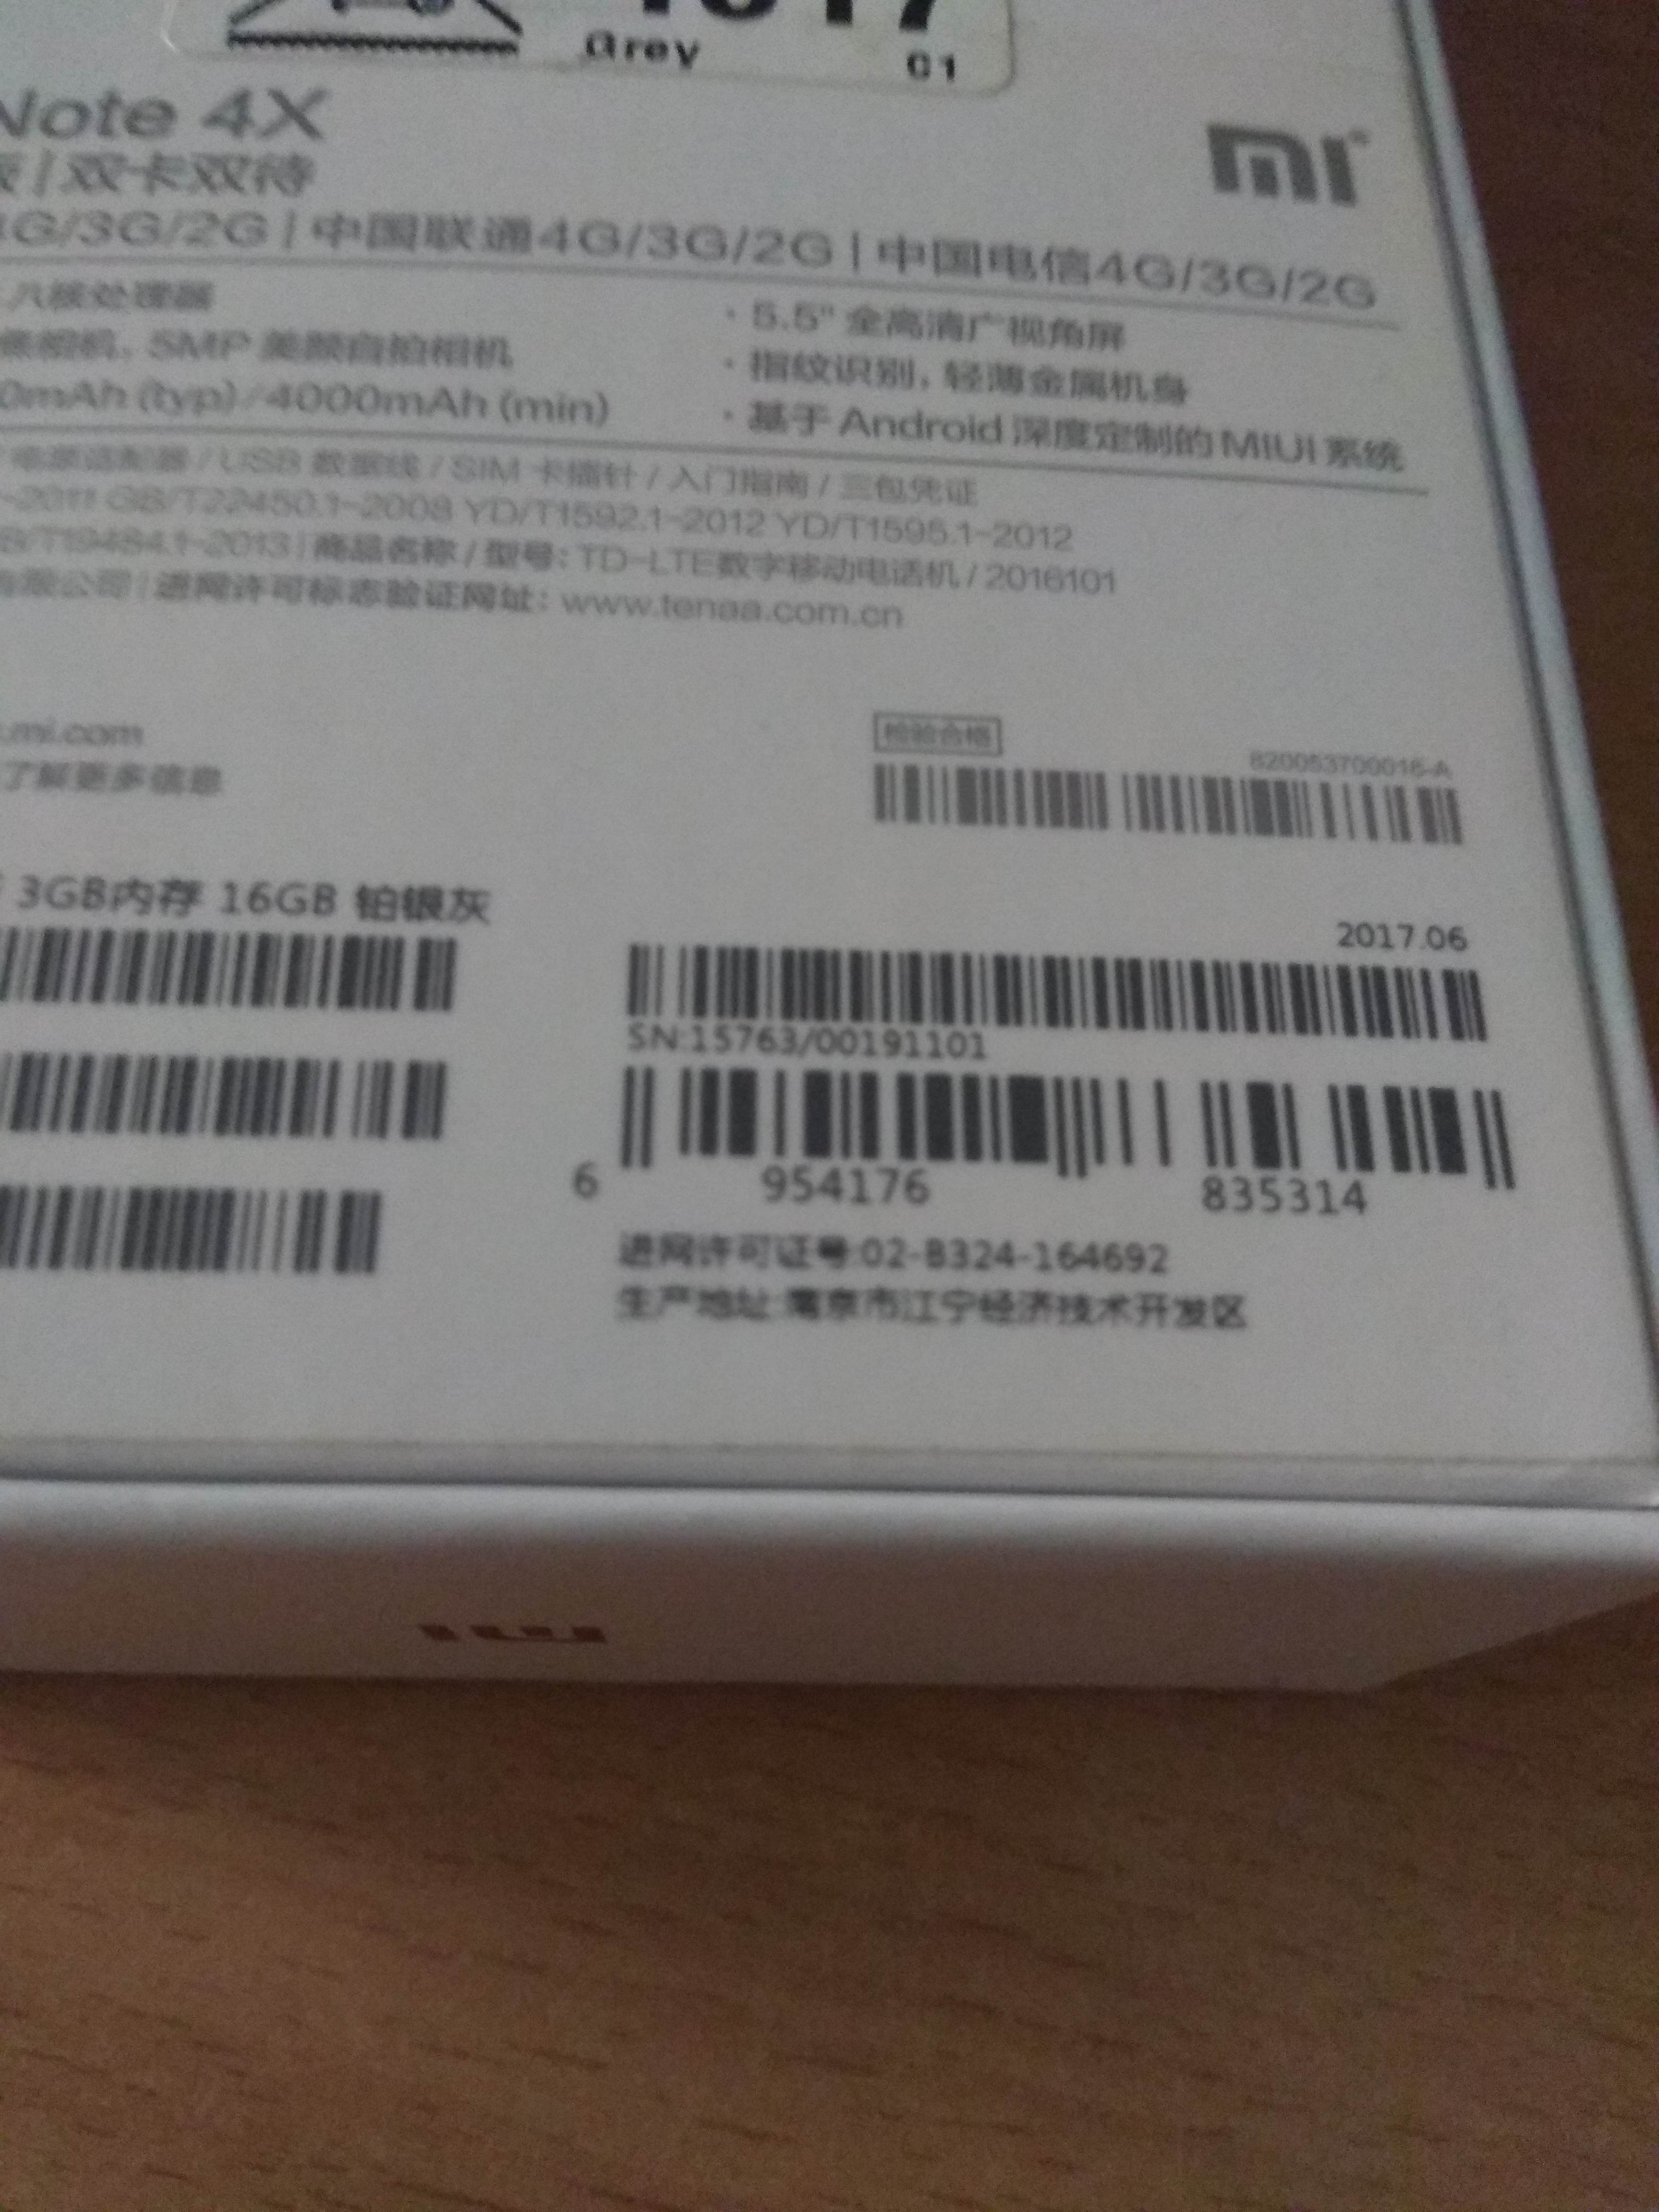 Grey
C1
Note 4X
MI
双卡双待
G/3G/2G | 中国联通4G/3G/2G | 中国电信4G/3G/2G
八核处理器
· 5.5" 全高清广视角屏
相机, 5MP 美颜自拍相机
· 指纹识别, 轻薄金属机身
0mAh (typ) / 4000mAh (min)
· 基于 Android 深度定制的 MIUI 系统
电源适配器 / USB 数据线 / SIM 卡插针 / 入门指南 / 三包凭证
-2011 GB/T22450.1-2008 YD/T1592.1-2012 YD/T1595.1-2012
B/T19484.1-2013 | 商品名称 / 型号: TD-LTE数字移动电话机 / 2016101
有限公司 | 进网许可标志验证网址: www.tenaa.com.cn
.mi.com
了解更多信息
检验合格
820053700016-A
3GB内存 16GB 铂银灰
2017.06
SN:15763/00191101
6 954176 835314
进网许可证号:02-B324-164692
生产地址:南京市江宁经济技术开发区